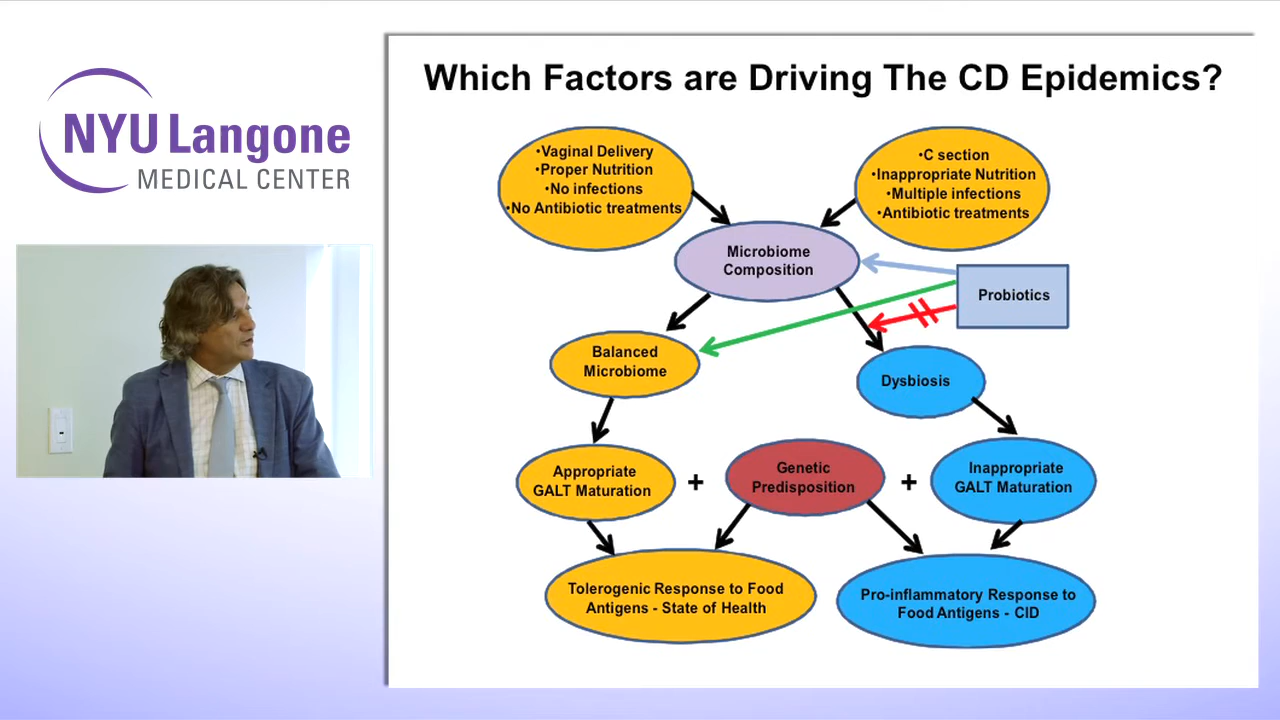 NYU Langone
MEDICAL CENTER
Which Factors are Driving The CD Epidemics?
•Vaginal Delivery
•Proper Nutrition
•No infections
•No Antibiotic treatments
•C section
•Inappropriate Nutrition
•Multiple infections
•Antibiotic treatments
Microbiome
Composition
Probiotics
Balanced
Microbiome
Dysbiosis
Appropriate
GALT Maturation
+
Genetic
Predisposition
+
Inappropriate
GALT Maturation
Tolerogenic Response to Food
Antigens - State of Health
Pro-inflammatory Response to
Food Antigens - CID